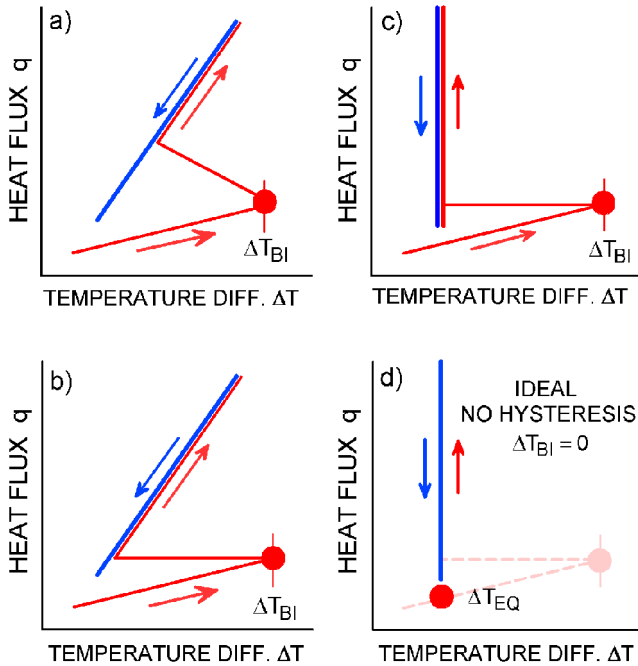 a)
HEAT FLUX q
ΔT_BI
TEMPERATURE DIFF. ΔT
c)
HEAT FLUX q
ΔT_BI
TEMPERATURE DIFF. ΔT
b)
HEAT FLUX q
ΔT_BI
TEMPERATURE DIFF. ΔT
d)
HEAT FLUX q
IDEAL
NO HYSTERESIS
ΔT_BI = 0
ΔT_EQ
TEMPERATURE DIFF. ΔT